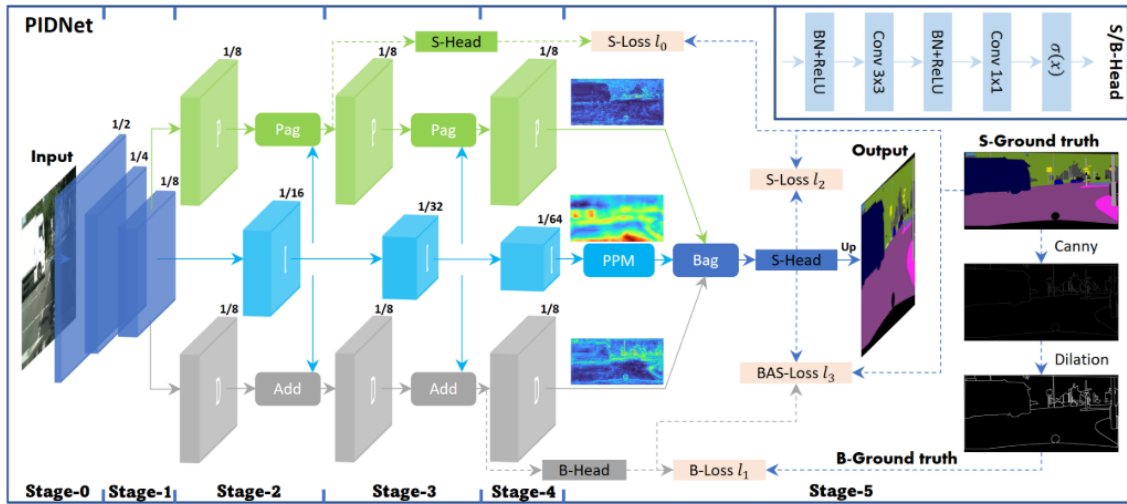 PIDNet
1/8
1/8
1/8
S-Head
S-Loss l₀
BN+ReLU
Conv 3x3
BN+ReLU
Conv 1x1
σ(x)
S/B-Head
P
Pag
P
Pag
P
Input
1/2
1/4
1/8
1/16
1/32
1/64
I
I
I
PPM
Bag
S-Head
Up
Output
S-Loss l₂
S-Ground truth
Canny
Dilation
1/8
1/8
1/8
D
Add
D
Add
D
BAS-Loss l₃
B-Head
B-Loss l₁
B-Ground truth
Stage-0
Stage-1
Stage-2
Stage-3
Stage-4
Stage-5